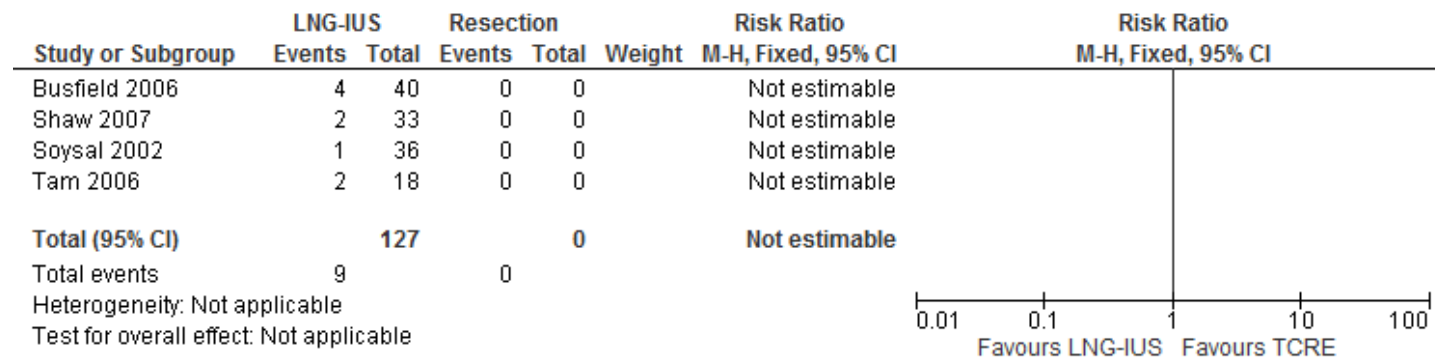 LNG-IUS Resection Risk Ratio Risk Ratio
Study or Subgroup Events Total Events Total Weight M-H, Fixed, 95% CI M-H, Fixed, 95% CI
Busfield 2006 4 40 0 0 Not estimable
Shaw 2007 2 33 0 0 Not estimable
Soysal 2002 1 36 0 0 Not estimable
Tam 2006 2 18 0 0 Not estimable
Total (95% CI) 127 0 Not estimable
Total events 9 0
Heterogeneity: Not applicable
Test for overall effect: Not applicable
0.01 0.1 1 10 100
Favours LNG-IUS Favours TCRE